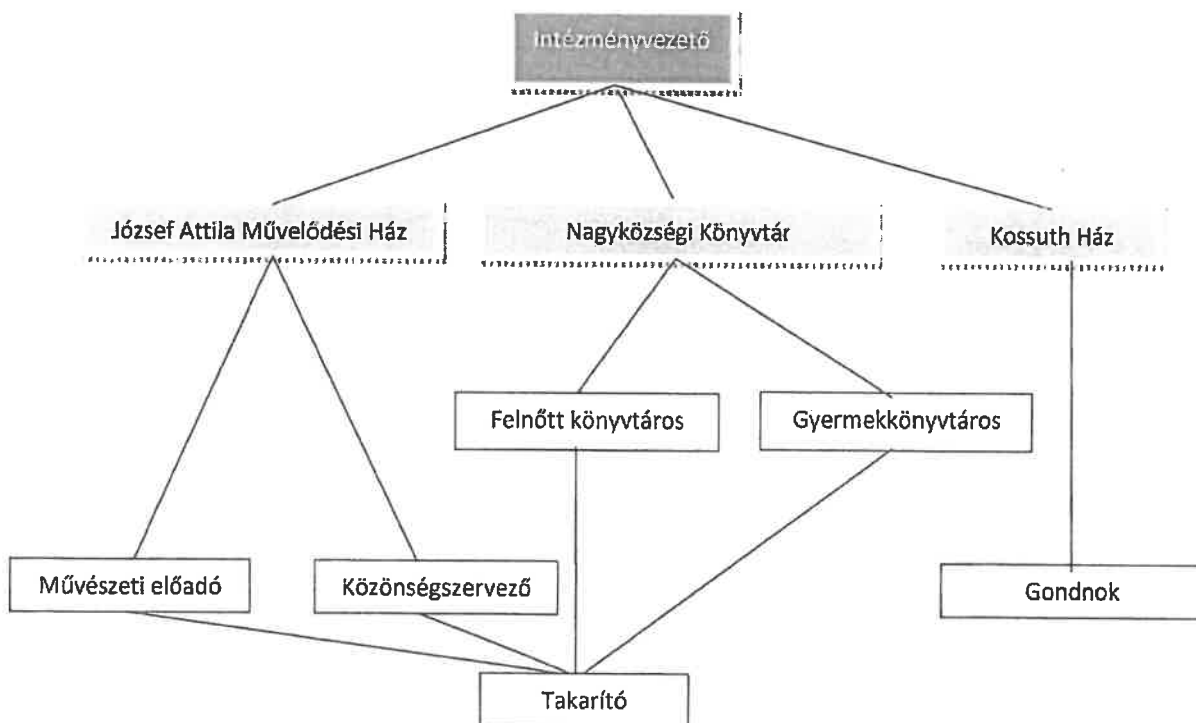 Intézményvezető
József Attila Művelődési Ház
Nagyközségi Könyvtár
Kossuth Ház
Felnőtt könyvtáros
Gyermekkönyvtáros
Művészeti előadó
Közönségszervező
Gondnok
Takarító